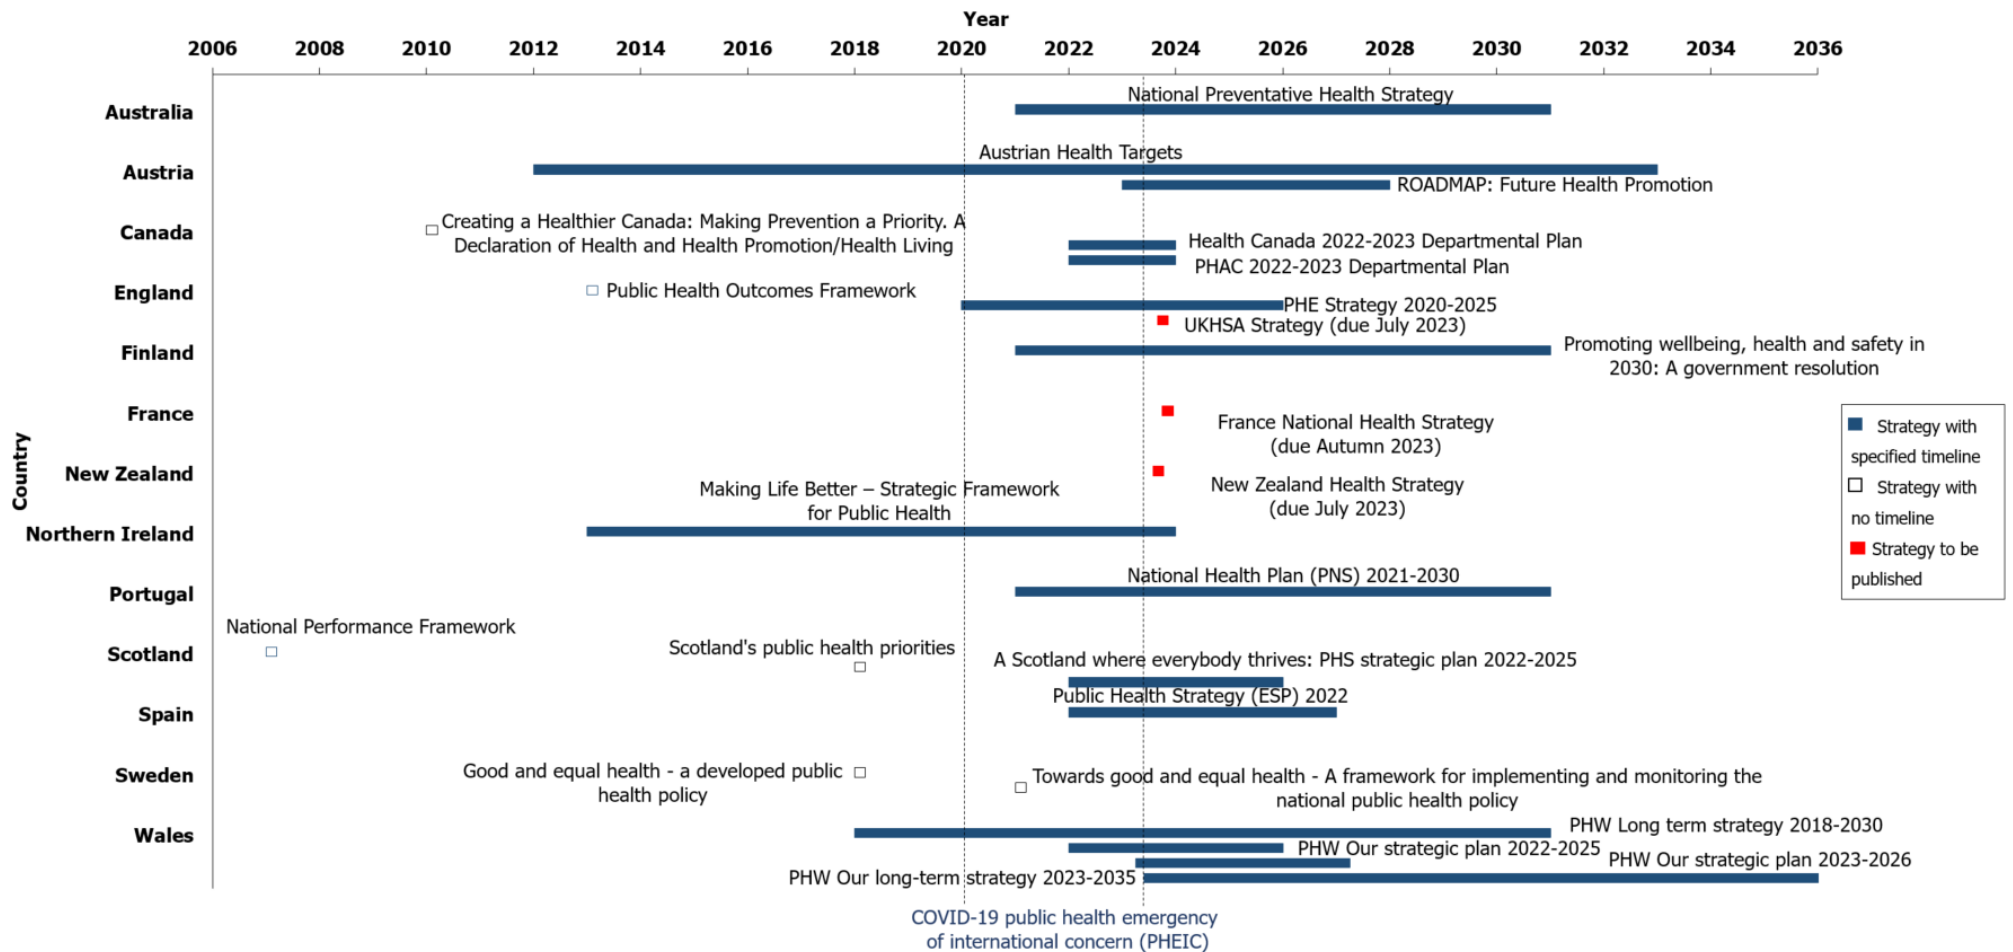 Year
2006 2008 2010 2012 2014 2016 2018 2020 2022 2024 2026 2028 2030 2032 2034 2036
Country
Australia
National Preventative Health Strategy
Austria
Austrian Health Targets
ROADMAP: Future Health Promotion
Canada
Creating a Healthier Canada: Making Prevention a Priority. A
Declaration of Health and Health Promotion/Health Living
Health Canada 2022-2023 Departmental Plan
PHAC 2022-2023 Departmental Plan
England
Public Health Outcomes Framework
PHE Strategy 2020-2025
UKHSA Strategy (due July 2023)
Finland
Promoting wellbeing, health and safety in
2030: A government resolution
France
France National Health Strategy
(due Autumn 2023)
New Zealand
New Zealand Health Strategy
(due July 2023)
Northern Ireland
Making Life Better – Strategic Framework
for Public Health
Portugal
National Health Plan (PNS) 2021-2030
Scotland
National Performance Framework
Scotland's public health priorities
A Scotland where everybody thrives: PHS strategic plan 2022-2025
Spain
Public Health Strategy (ESP) 2022
Sweden
Good and equal health - a developed public
health policy
Towards good and equal health - A framework for implementing and monitoring the
national public health policy
Wales
PHW Long term strategy 2018-2030
PHW Our strategic plan 2022-2025
PHW Our strategic plan 2023-2026
PHW Our long-term strategy 2023-2035
COVID-19 public health emergency
of international concern (PHEIC)
Strategy with
specified timeline
Strategy with
no timeline
Strategy to be
published